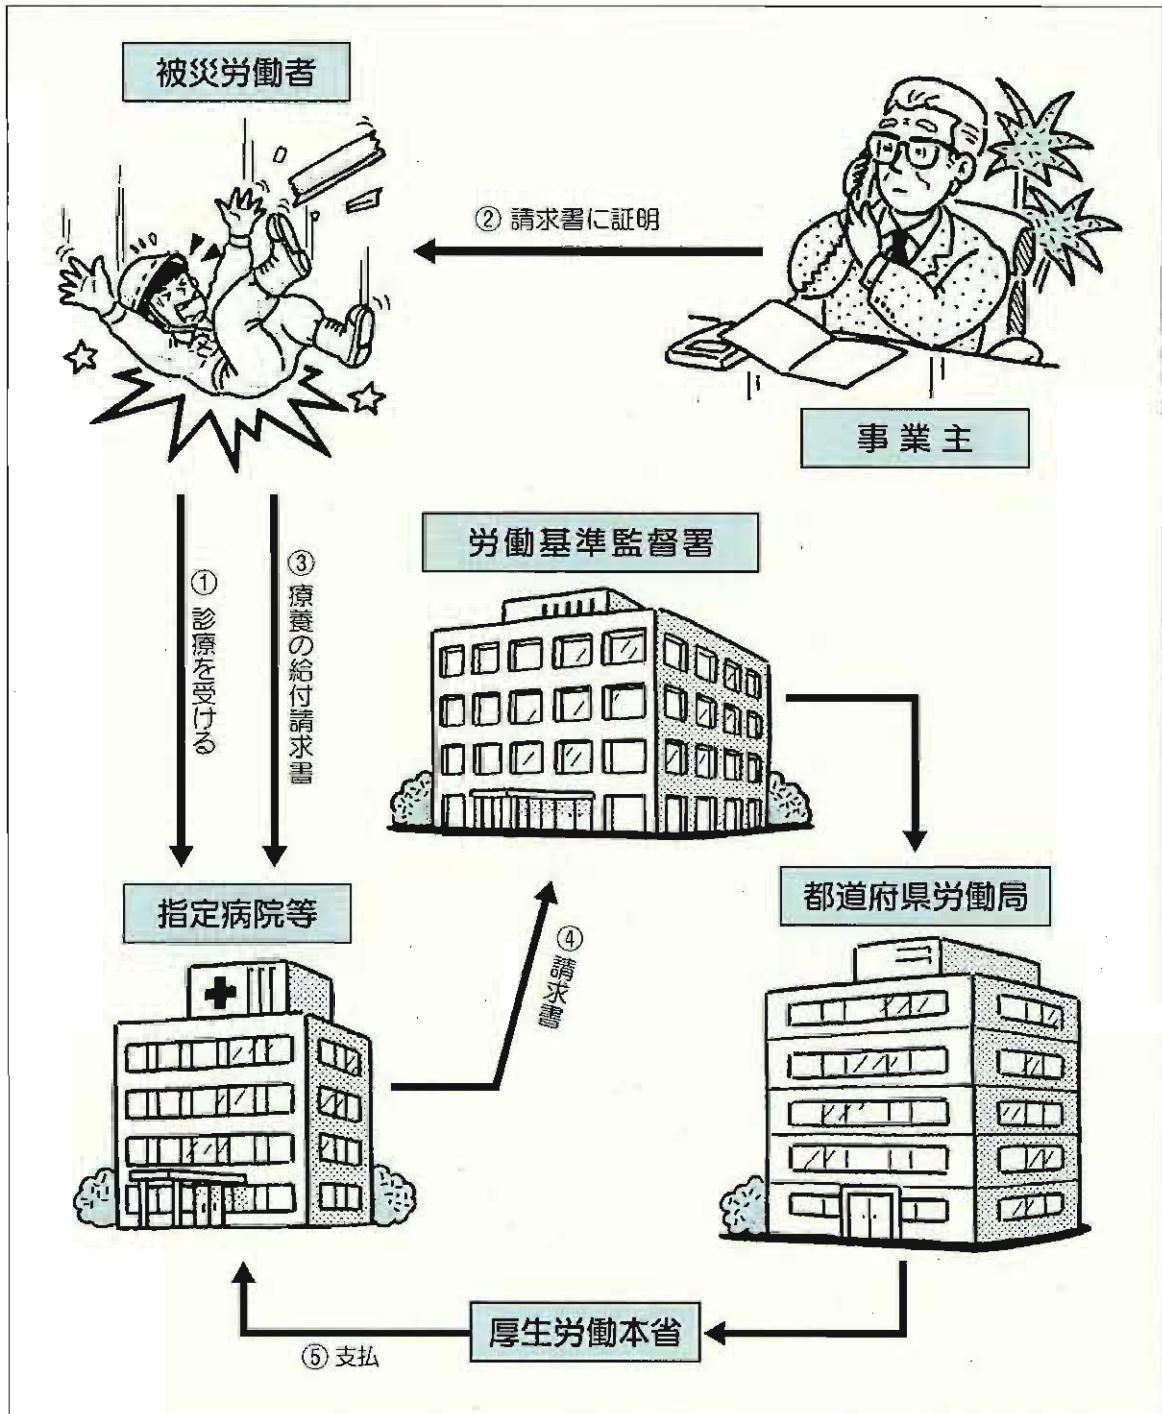 被災労働者
② 請求書に証明
事業主
労働基準監督署
① 診療を受ける
③ 療養の給付請求書
指定病院等
都道府県労働局
④ 請求書
厚生労働本省
⑤ 支払